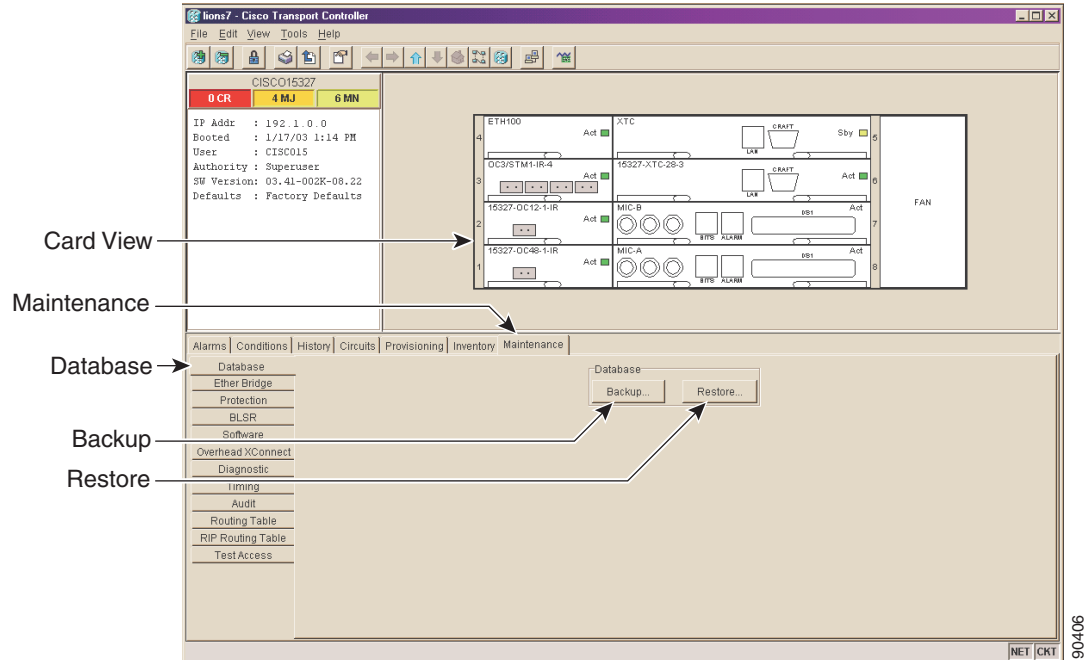 lions7 - Cisco Transport Controller
File Edit View Tools Help
CISCO15327
0 CR 4 MJ 6 MN
IP Addr : 192.1.0.0
Booted : 1/17/03 1:14 PM
User : CISCO15
Authority : Superuser
SW Version: 03.41-002K-08.22
Defaults : Factory Defaults
4 ETH100 Act XTC LAN CRAFT Sby 5
3 OC3/STM1-IR-4 Act 15327-XTC-28-3 LAN CRAFT Act 6
2 15327-OC12-1-IR Act MIC-B BITS ALARM DS1 Act 7
1 15327-OC48-1-IR Act MIC-A BITS ALARM DS1 Act 8
FAN
Card View
Maintenance
Database
Backup
Restore
Alarms Conditions History Circuits Provisioning Inventory Maintenance
Database
Ether Bridge
Protection
BLSR
Software
Overhead XConnect
Diagnostic
Timing
Audit
Routing Table
RIP Routing Table
Test Access
Database
Backup... Restore...
NET CKT
90406